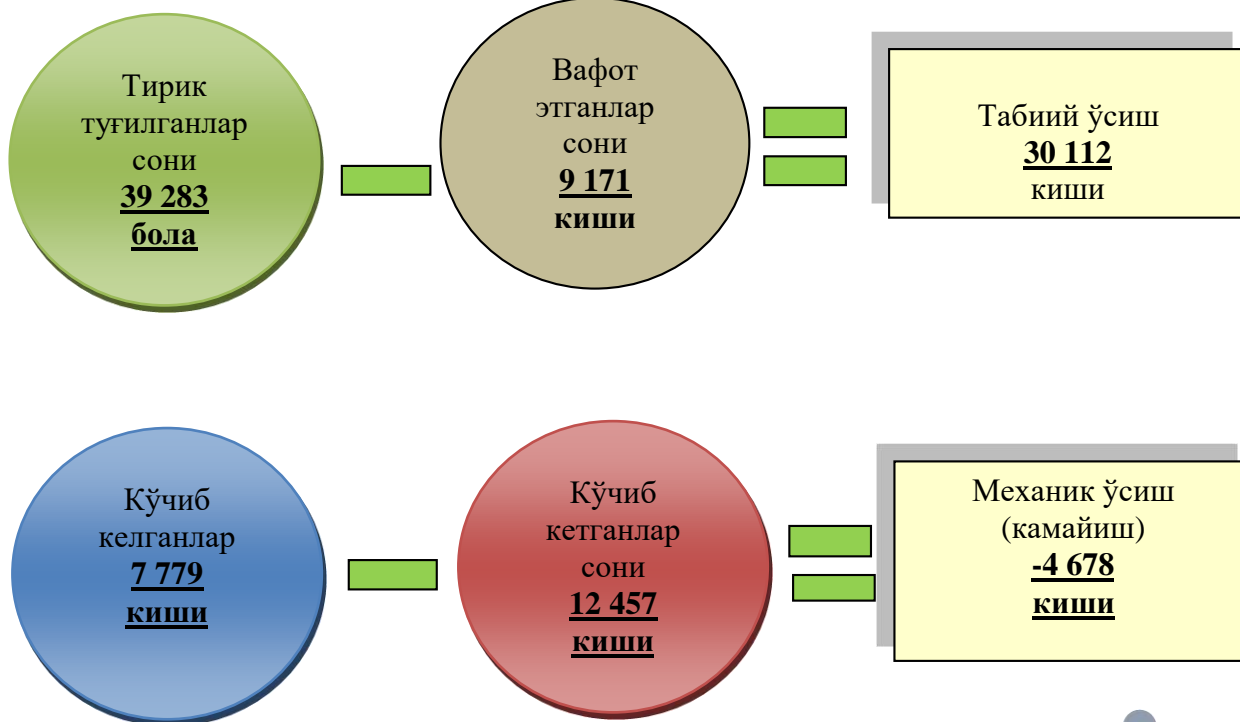 Тирик
туғилганлар
сони
39 283
бола
Вафот
этганлар
сони
9 171
киши
Табиий ўсиш
30 112
киши
Кўчиб
келганлар
7 779
киши
Кўчиб
кетганлар
сони
12 457
киши
Механик ўсиш
(камайиш)
-4 678
киши